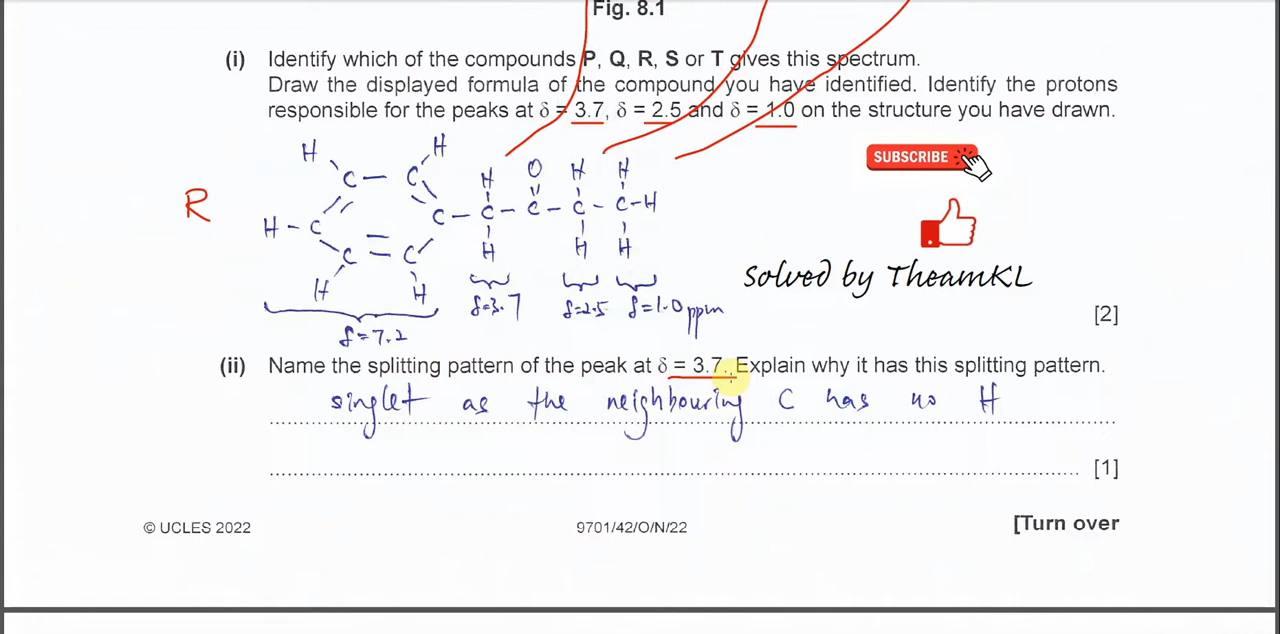 Fig. 8.1
(i) Identify which of the compounds P, Q, R, S or T gives this spectrum.
Draw the displayed formula of the compound you have identified. Identify the protons
responsible for the peaks at δ = 3.7, δ = 2.5 and δ = 1.0 on the structure you have drawn.
SUBSCRIBE
R
H H
C – C H O H H
H – C C – C – C – C – C – H
C = C H H H
H H
δ=3.7 δ=2.5 δ=1.0 ppm
δ=7.2
Solved by TheamKL
[2]
(ii) Name the splitting pattern of the peak at δ = 3.7. Explain why it has this splitting pattern.
singlet as the neighbouring C has no H
[1]
© UCLES 2022 9701/42/O/N/22 [Turn over